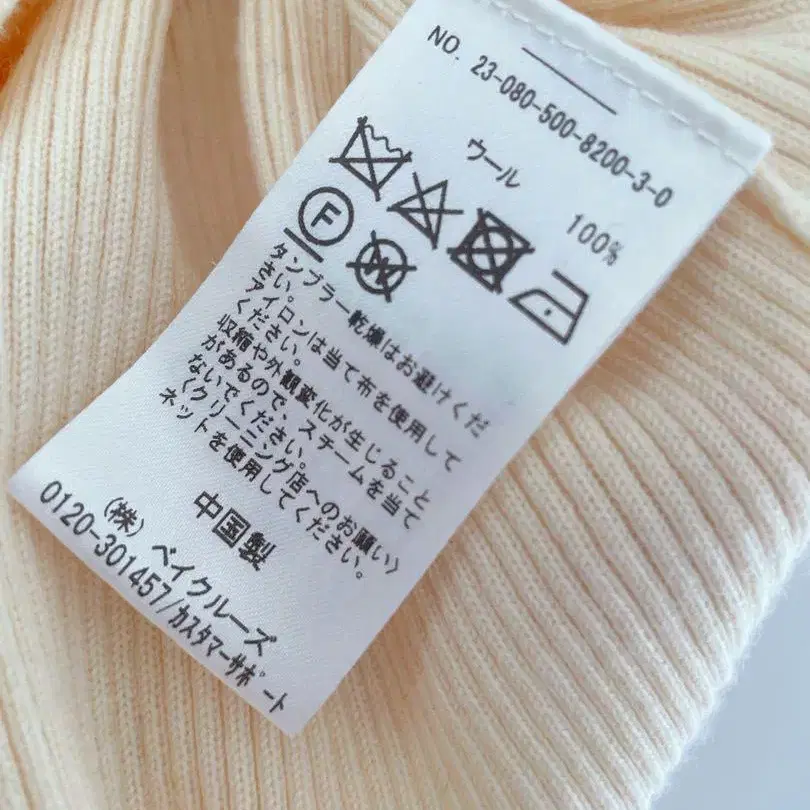 NO. 23-080-500-8200-3-0
ウール 100%
F
W
タンブラー乾燥はお避けくだ
さい。
アイロンは当て布を使用して
ください。
収縮や外観変化が生じること
があるので、スチームを当て
ないでください。
〈クリーニング店へのお願い〉
ネットを使用してください。
中国製
(株) ベイクルーズ
0120-301457/カスタマーサポート